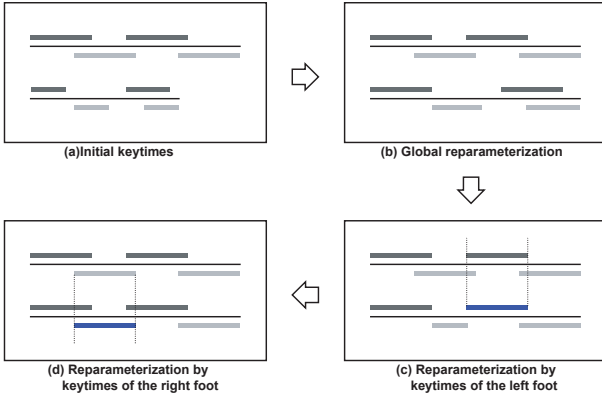 (a)Initial keytimes
(b) Global reparameterization
(d) Reparameterization by
keytimes of the right foot
(c) Reparameterization by
keytimes of the left foot